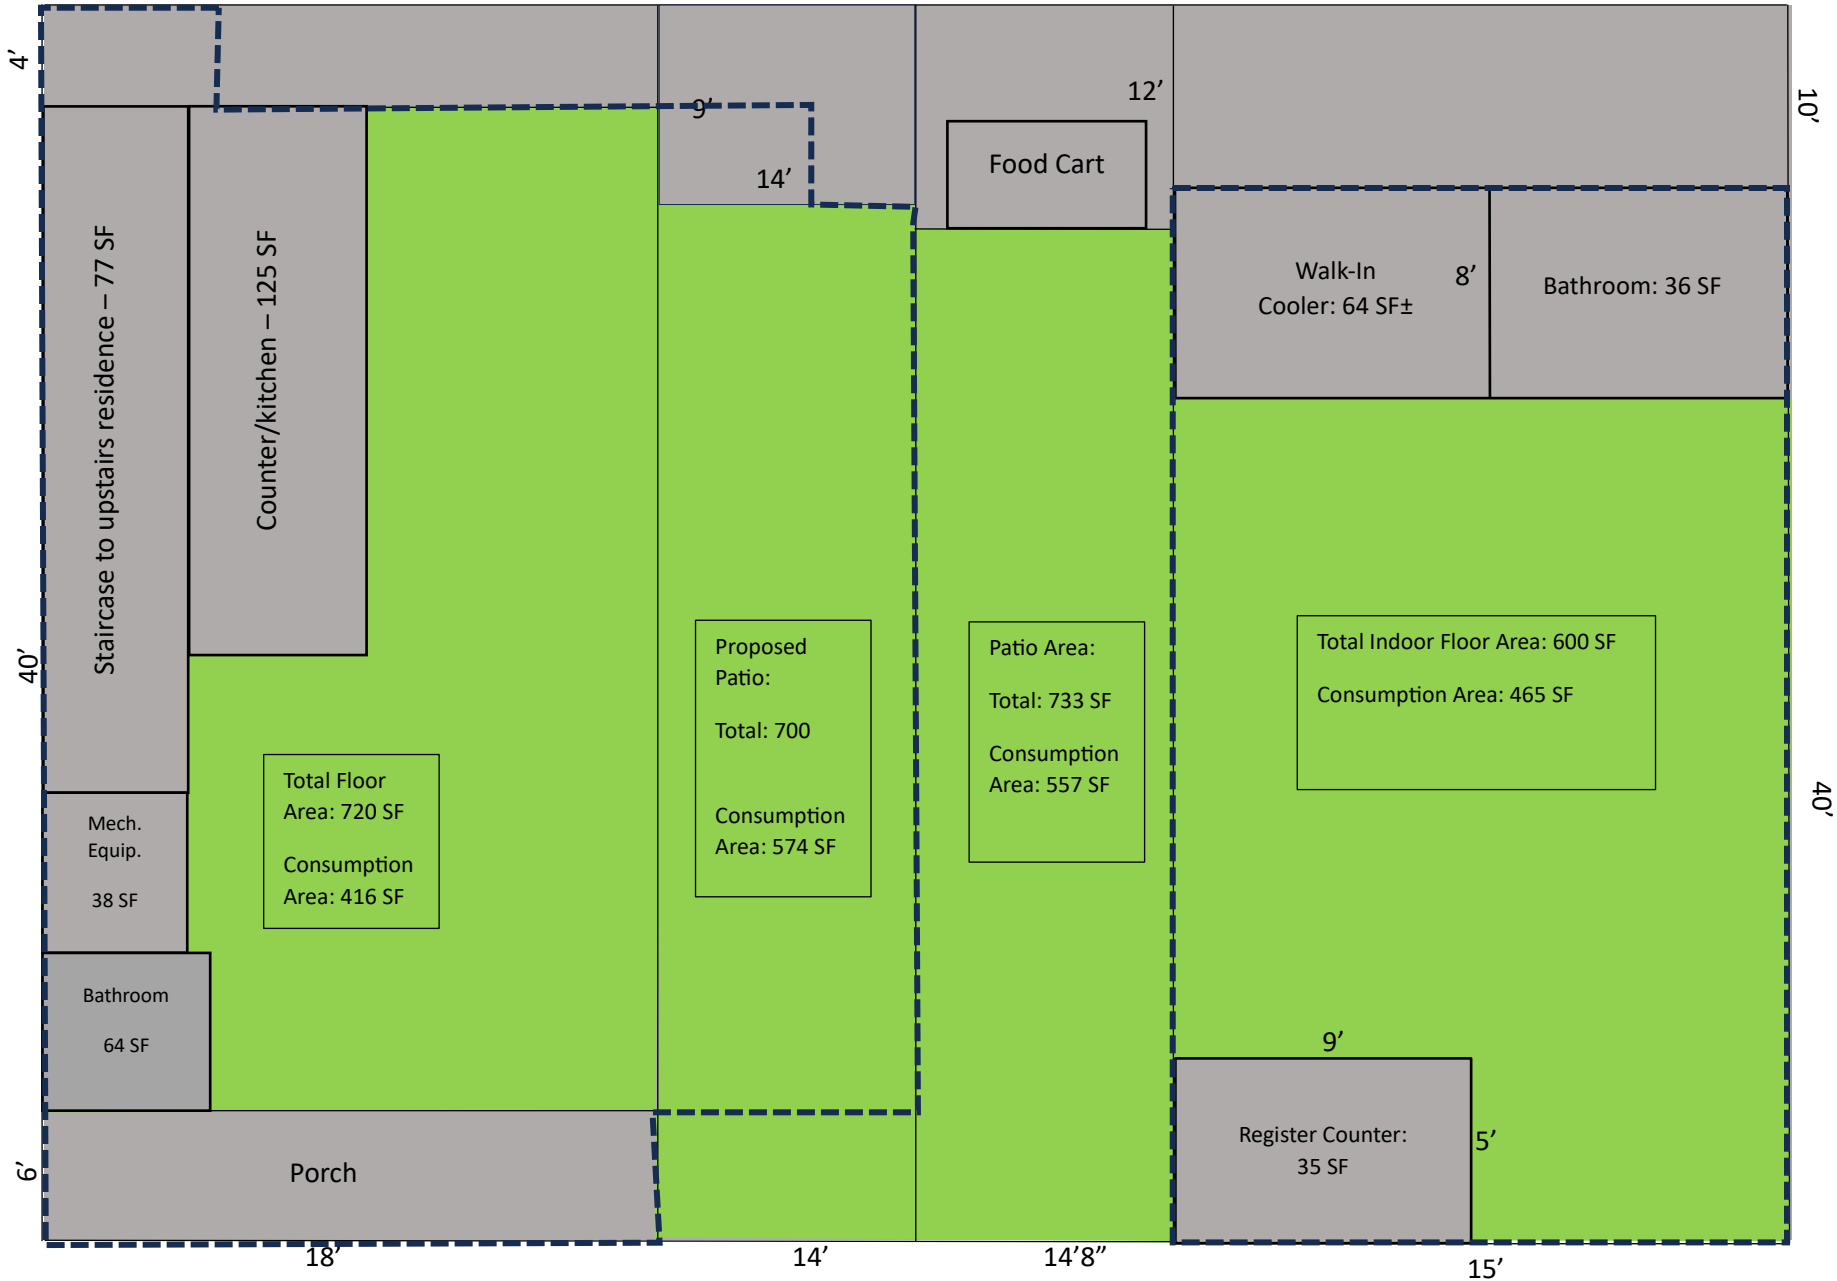 4’
9’
12’
10’
14’
Food Cart
Staircase to upstairs residence – 77 SF
Counter/kitchen – 125 SF
Walk-In
Cooler: 64 SF±
8’
Bathroom: 36 SF
40’
Proposed
Patio:
Total: 700
Consumption
Area: 574 SF
Patio Area:
Total: 733 SF
Consumption
Area: 557 SF
Total Indoor Floor Area: 600 SF
Consumption Area: 465 SF
Total Floor
Area: 720 SF
Consumption
Area: 416 SF
40’
Mech.
Equip.
38 SF
Bathroom
64 SF
9’
Register Counter:
35 SF
5’
6’
Porch
18’
14’
14’8”
15’